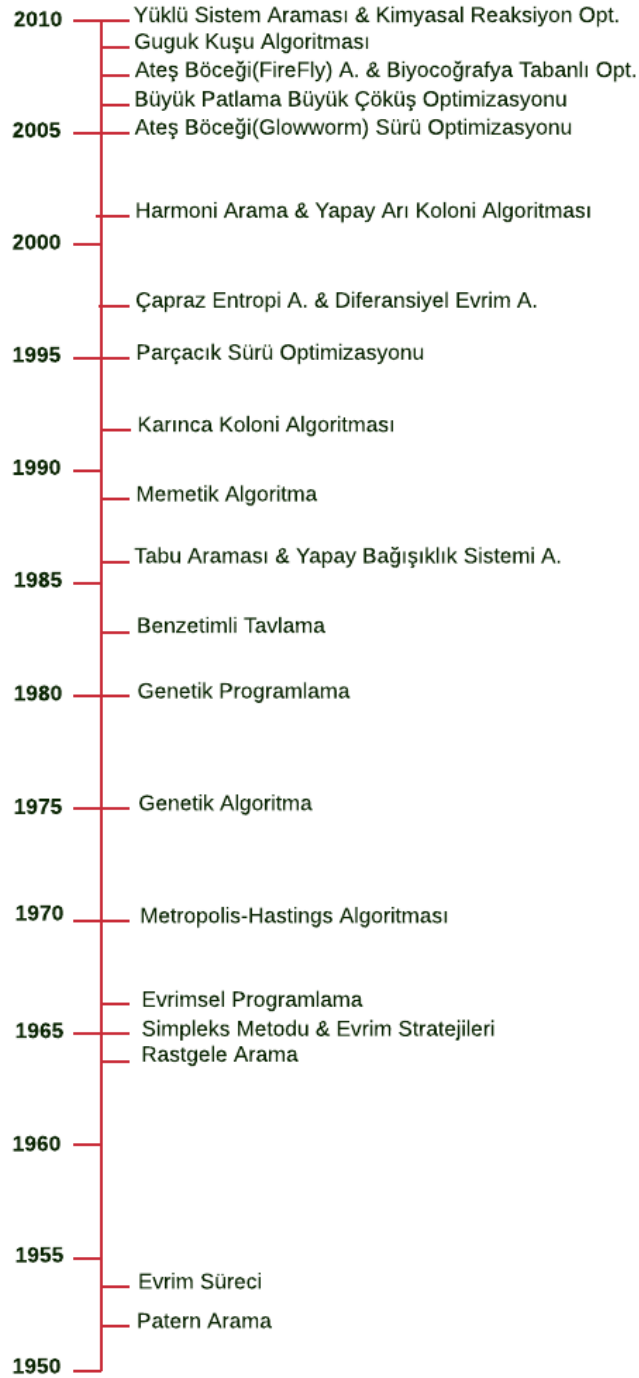 2010 Yüklü Sistem Araması & Kimyasal Reaksiyon Opt.
Guguk Kuşu Algoritması
Ateş Böceği(FireFly) A. & Biyocoğrafya Tabanlı Opt.
Büyük Patlama Büyük Çöküş Optimizasyonu
2005 Ateş Böceği(Glowworm) Sürü Optimizasyonu
Harmoni Arama & Yapay Arı Koloni Algoritması
2000
Çapraz Entropi A. & Diferansiyel Evrim A.
1995 Parçacık Sürü Optimizasyonu
Karınca Koloni Algoritması
1990
Memetik Algoritma
Tabu Araması & Yapay Bağışıklık Sistemi A.
1985
Benzetimli Tavlama
1980 Genetik Programlama
1975 Genetik Algoritma
1970 Metropolis-Hastings Algoritması
Evrimsel Programlama
1965 Simpleks Metodu & Evrim Stratejileri
Rastgele Arama
1960
1955
Evrim Süreci
Patern Arama
1950